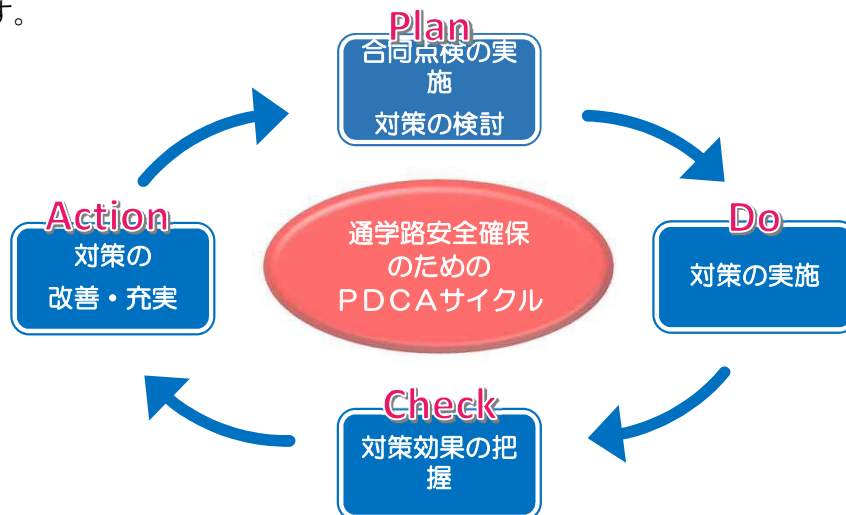 す。
Plan
合同点検の実
施
対策の検討
Do
対策の実施
Check
対策効果の把
握
Action
対策の
改善・充実
通学路安全確保
のための
ＰＤＣＡサイクル